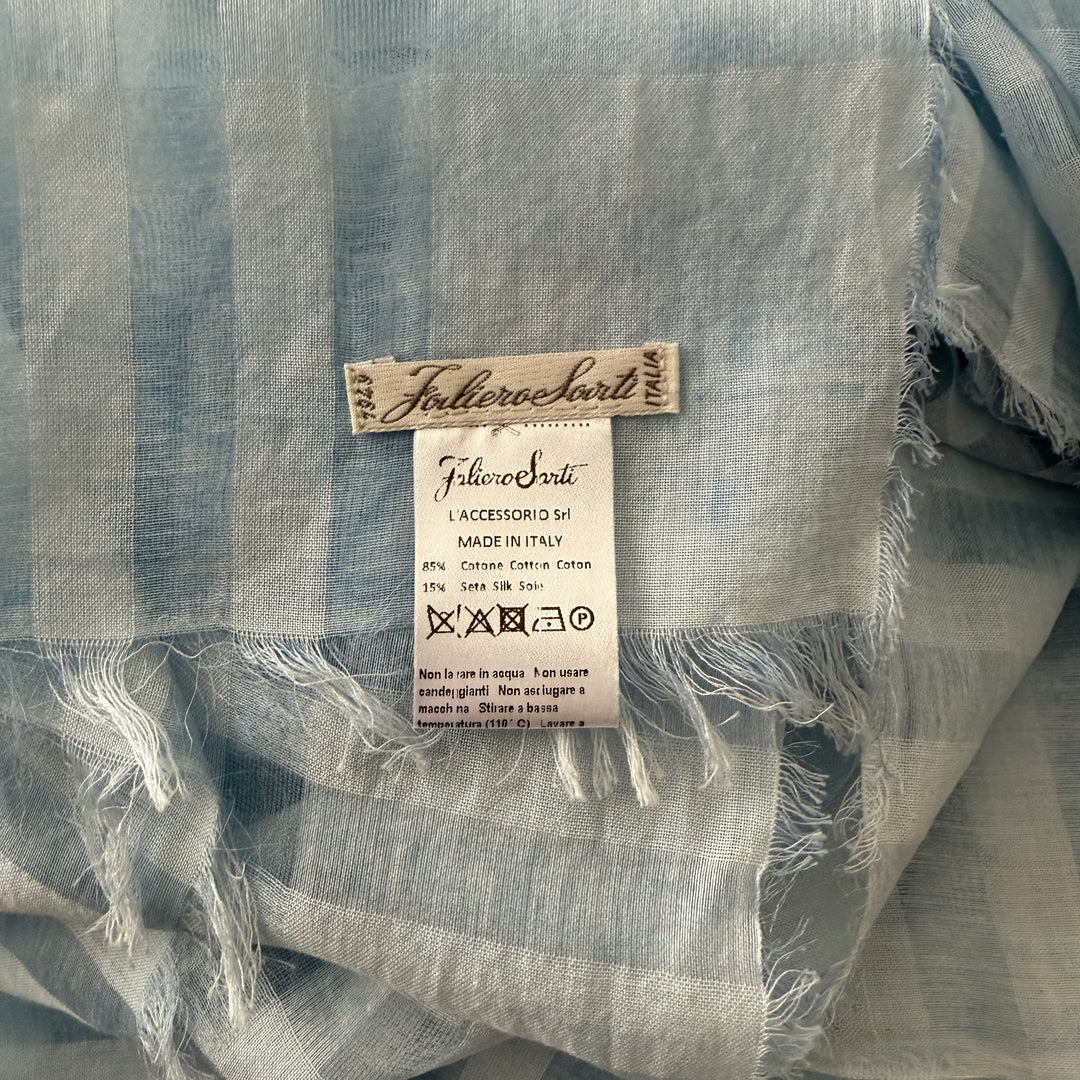 1949 Faliero Sarti ITALIA
Faliero Sarti
L'ACCESSORIO Srl
MADE IN ITALY
85% Cotone Cotton Coton
15% Seta Silk Soie
P
Non lavare in acqua Non usare
candeggianti Non asciugare a
macchina Stirare a bassa
temperatura (110° C) Lavare a